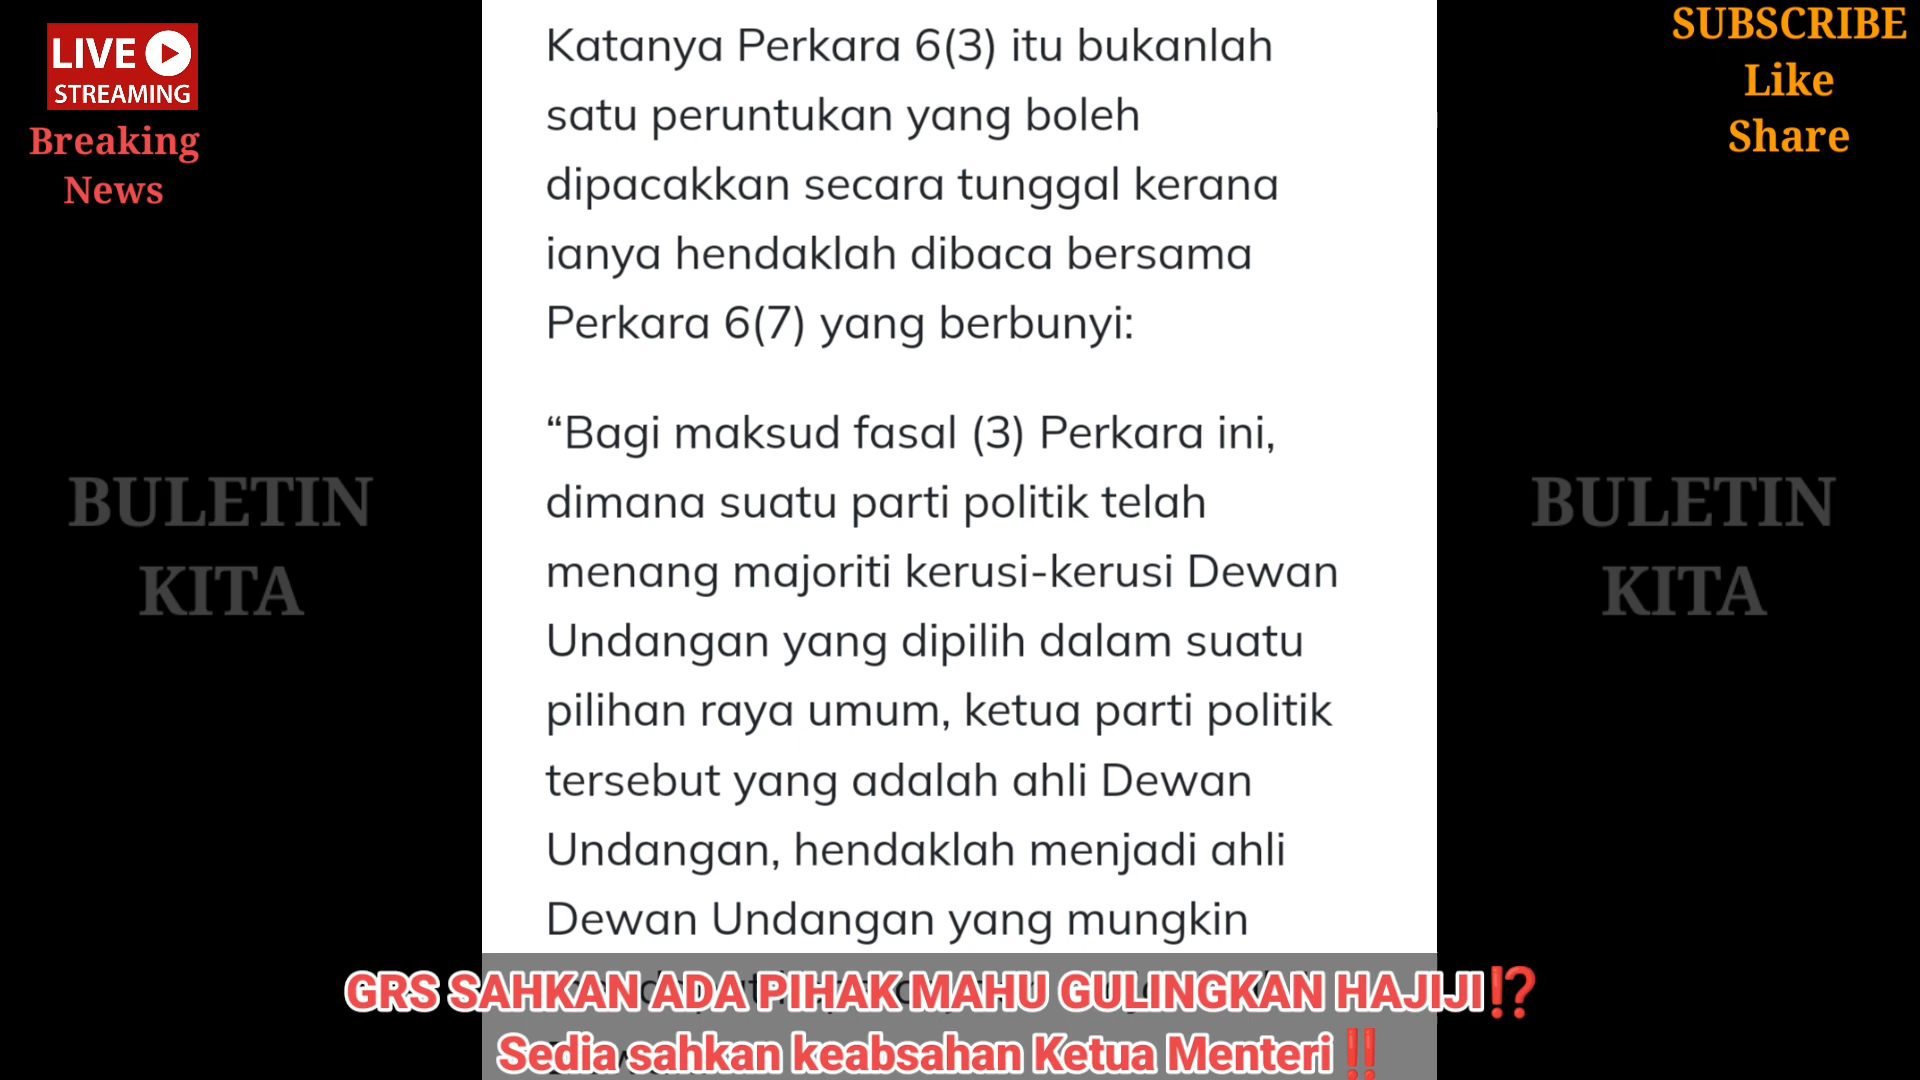 LIVE
STREAMING
Breaking
News
SUBSCRIBE
Like
Share
Katanya Perkara 6(3) itu bukanlah
satu peruntukan yang boleh
dipacakkan secara tunggal kerana
ianya hendaklah dibaca bersama
Perkara 6(7) yang berbunyi:
“Bagi maksud fasal (3) Perkara ini,
dimana suatu parti politik telah
menang majoriti kerusi-kerusi Dewan
Undangan yang dipilih dalam suatu
pilihan raya umum, ketua parti politik
tersebut yang adalah ahli Dewan
Undangan, hendaklah menjadi ahli
Dewan Undangan yang mungkin
BULETIN
KITA
BULETIN
KITA
GRS SAHKAN ADA PIHAK MAHU GULINGKAN HAJIJI⁉️
Sedia sahkan keabsahan Ketua Menteri‼️